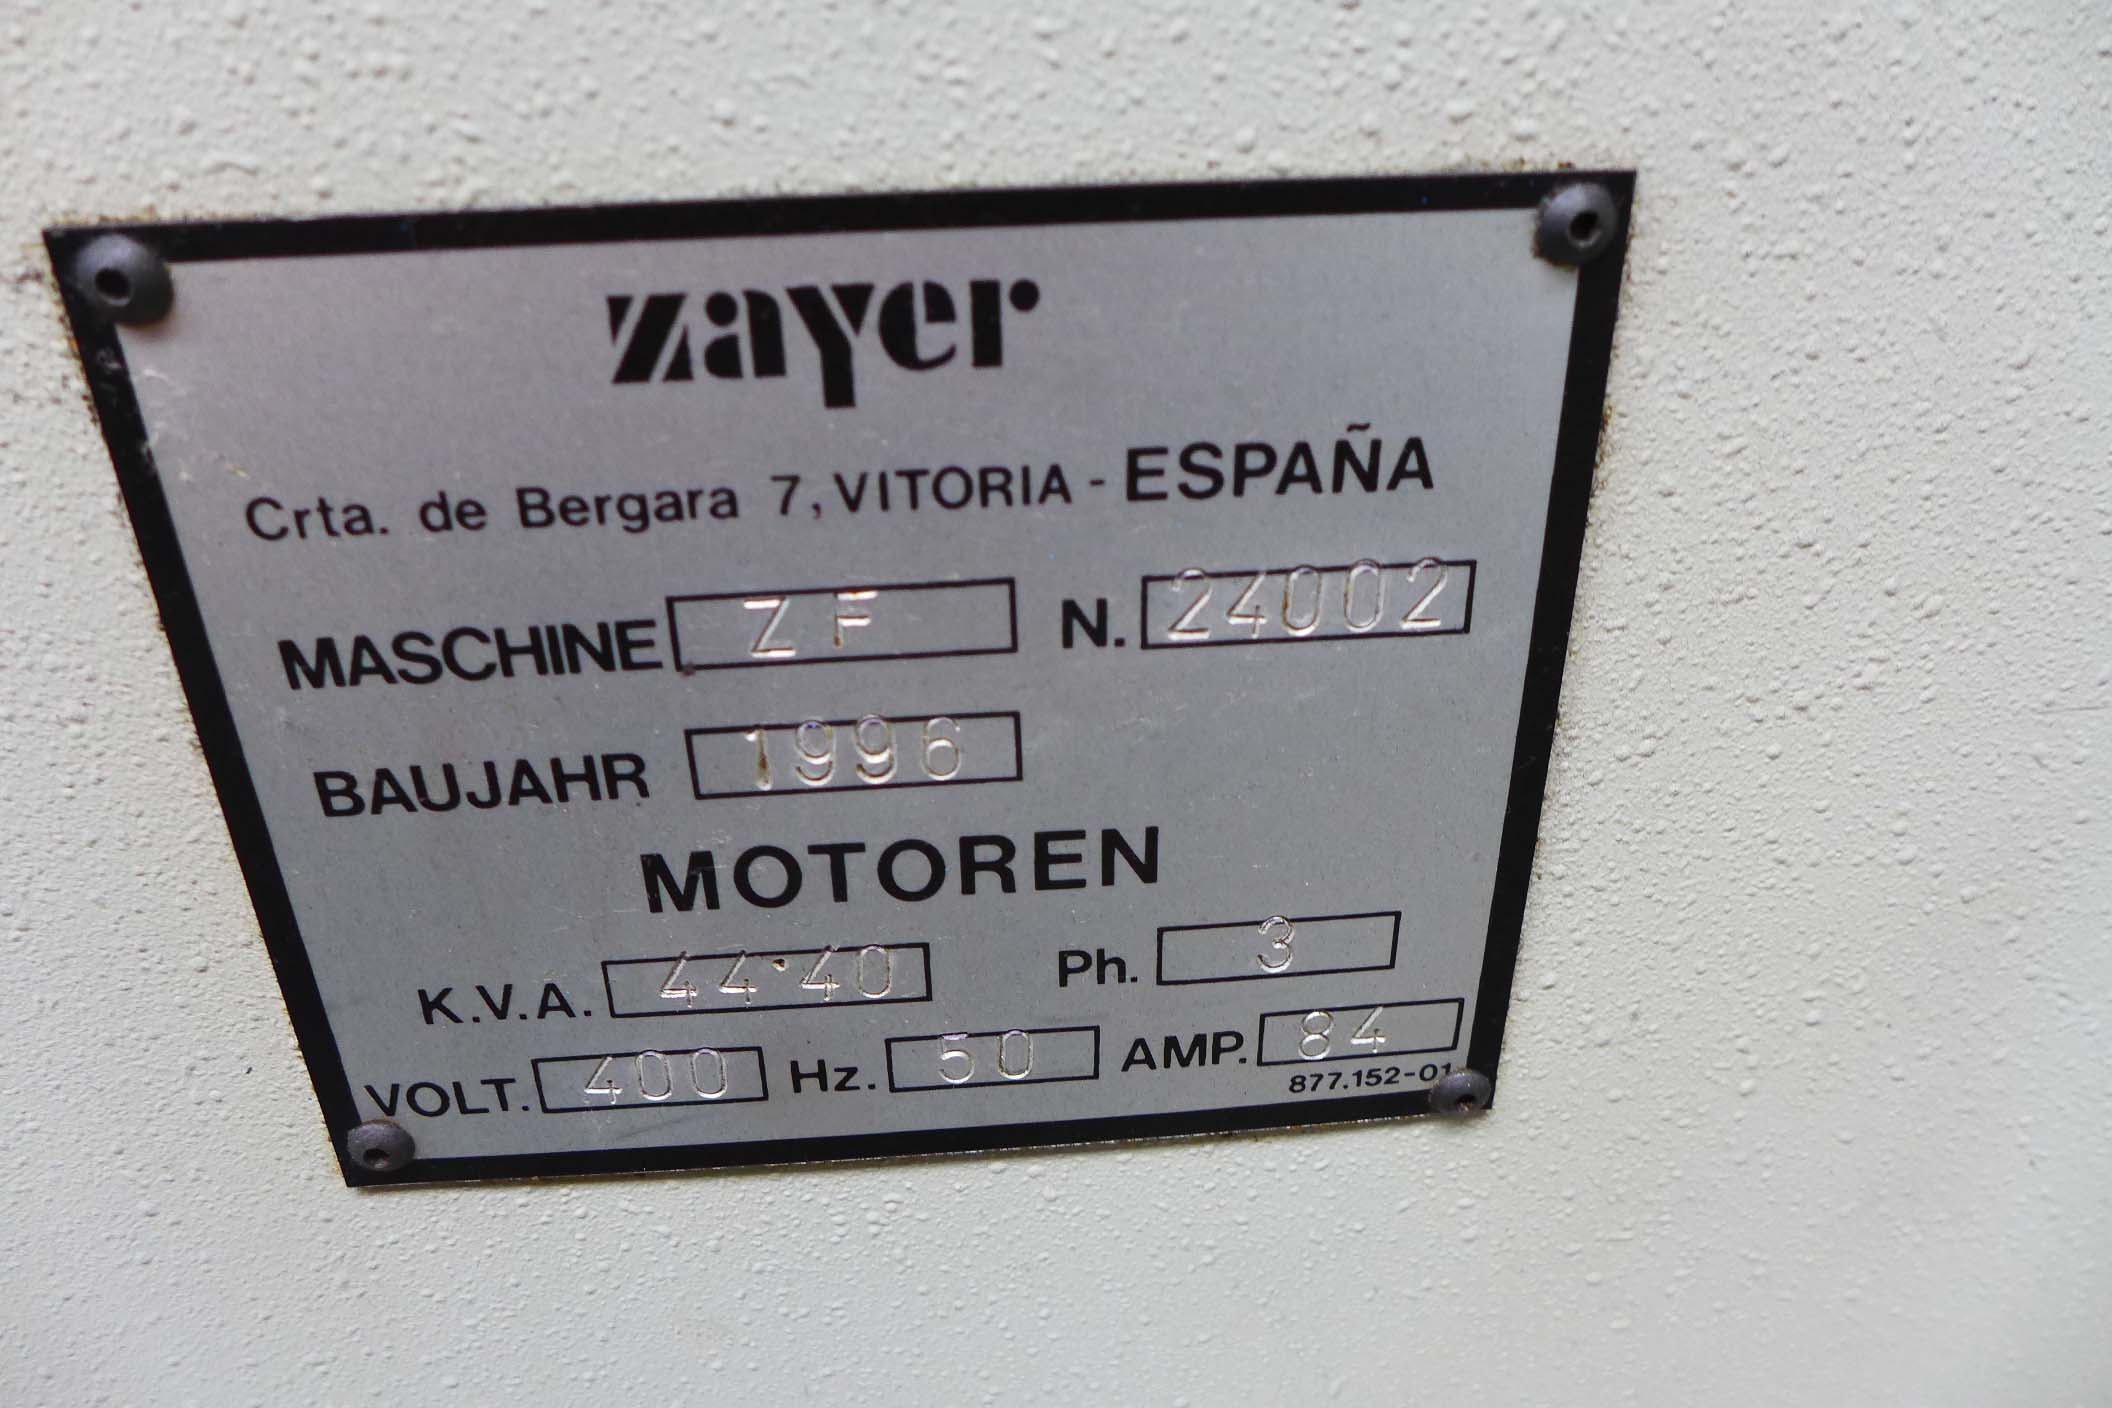 zayer
Crta. de Bergara 7, VITORIA - ESPAÑA
MASCHINE ZF N. 24002
BAUJAHR 1996
MOTOREN
K.V.A. 44·40 Ph. 3
VOLT. 400 Hz. 50 AMP. 84
877.152-01